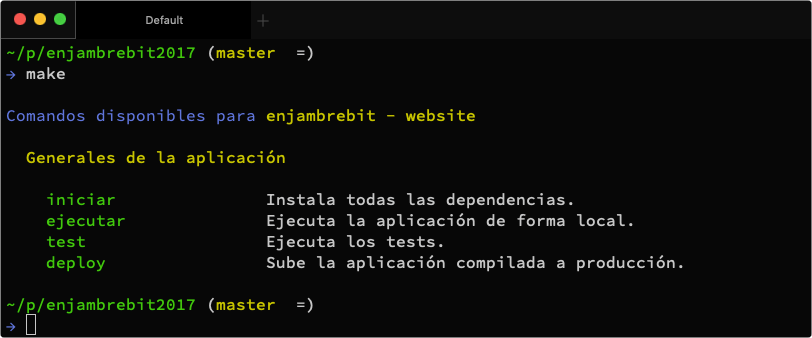 Default
~/p/enjambrebit2017 (master =)
→ make
Comandos disponibles para enjambrebit - website
Generales de la aplicación
iniciar Instala todas las dependencias.
ejecutar Ejecuta la aplicación de forma local.
test Ejecuta los tests.
deploy Sube la aplicación compilada a producción.
~/p/enjambrebit2017 (master =)
→